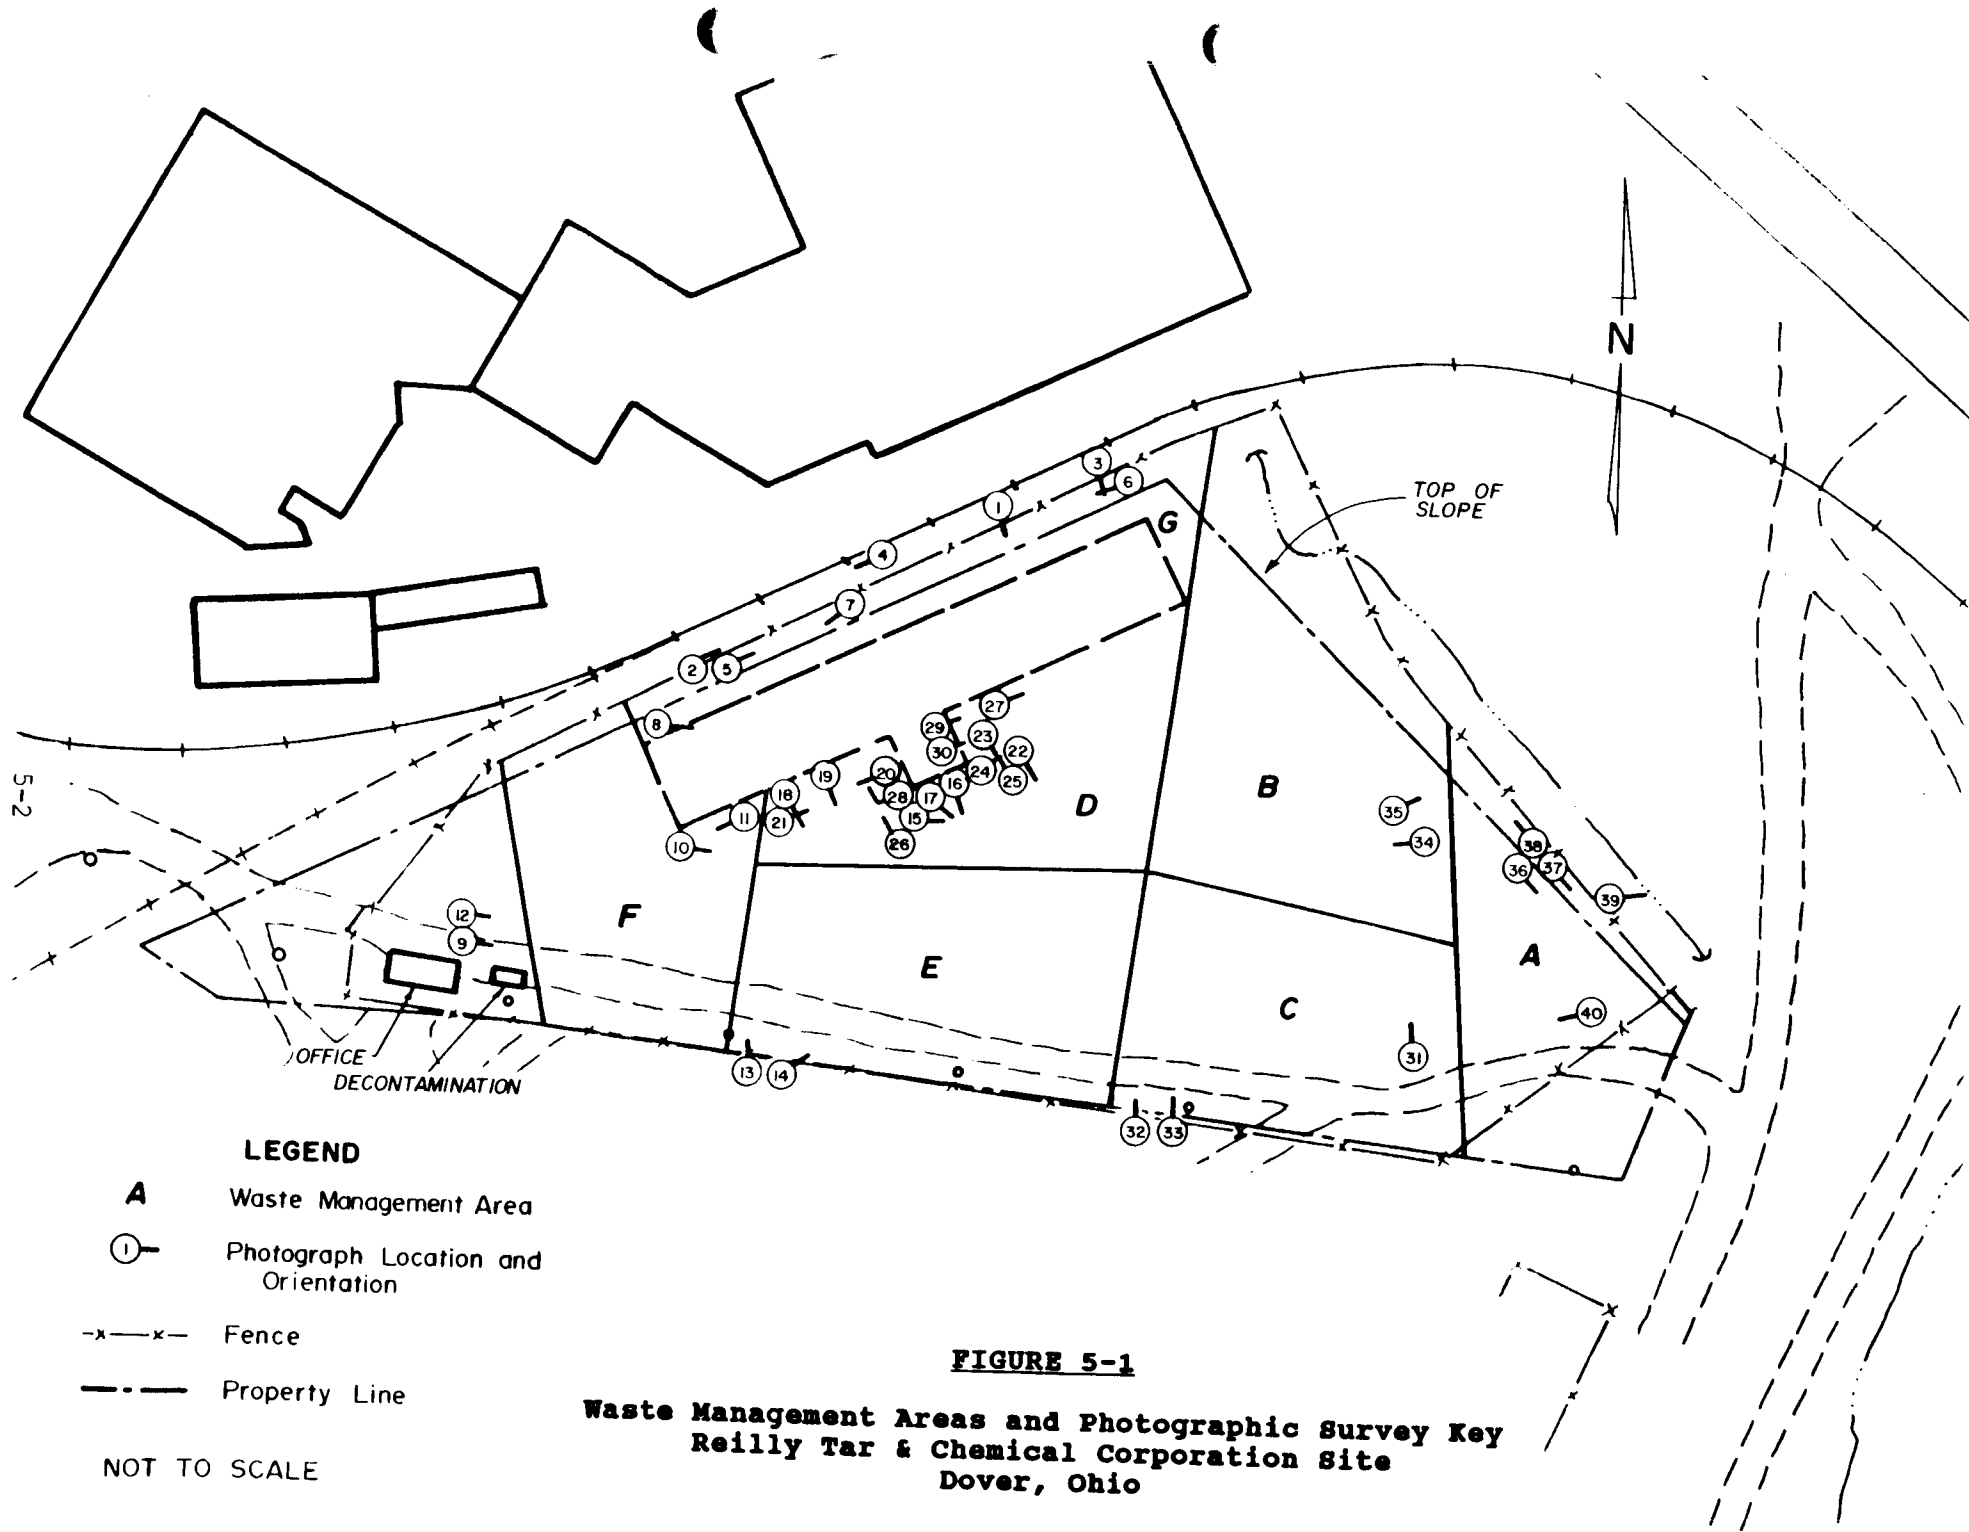 3
6
1
G
TOP OF
SLOPE
4
7
2
5
8
27
29
23
30
22
20
24
25
19
16
18
28
17
11
21
15
26
10
D
B
35
34
38
36
37
39
12
9
F
E
A
C
40
31
OFFICE
DECONTAMINATION
13
14
32
33
N
5-2
LEGEND
A Waste Management Area
1 Photograph Location and
Orientation
-x—x— Fence
Property Line
NOT TO SCALE
FIGURE 5-1
Waste Management Areas and Photographic Survey Key
Reilly Tar & Chemical Corporation Site
Dover, Ohio